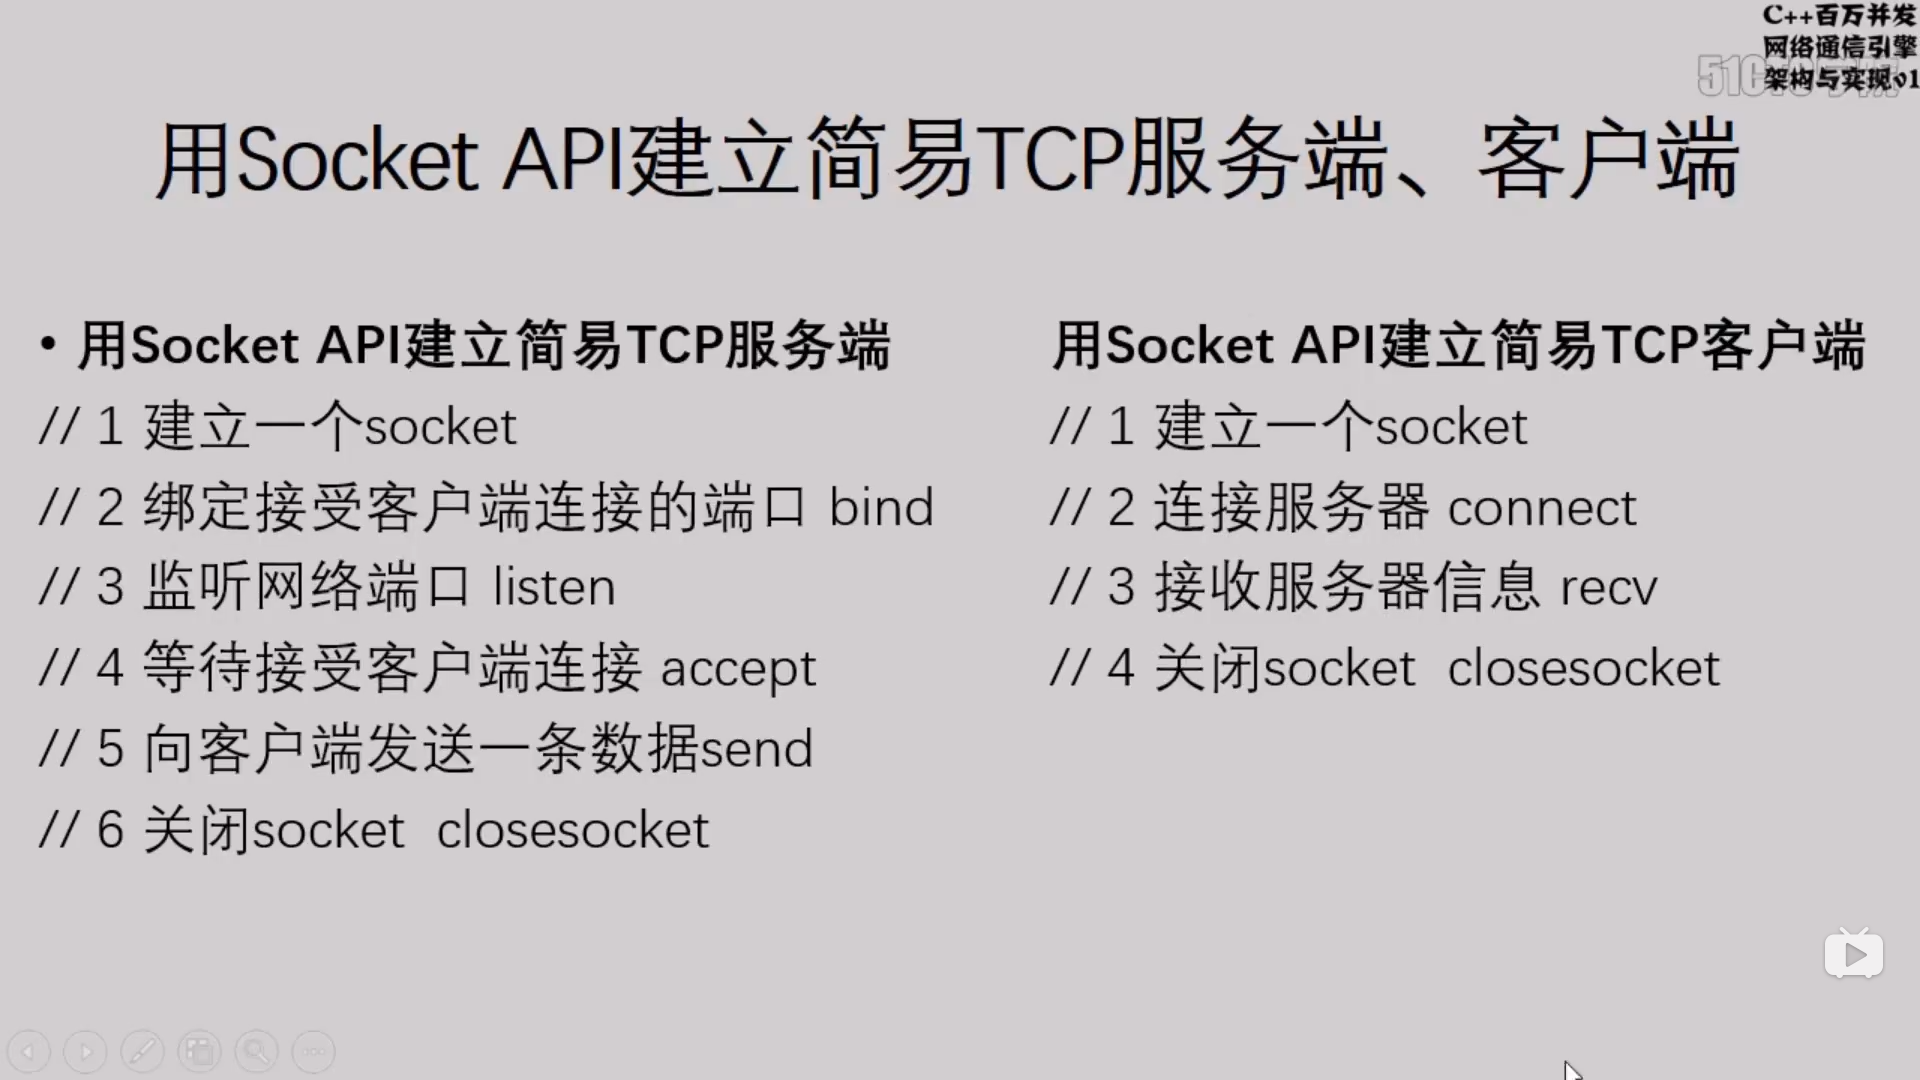 C++百万并发
网络通信引擎
架构与实现v1
用Socket API建立简易TCP服务端、客户端
• 用Socket API建立简易TCP服务端
// 1 建立一个socket
// 2 绑定接受客户端连接的端口 bind
// 3 监听网络端口 listen
// 4 等待接受客户端连接 accept
// 5 向客户端发送一条数据send
// 6 关闭socket  closesocket
用Socket API建立简易TCP客户端
// 1 建立一个socket
// 2 连接服务器 connect
// 3 接收服务器信息 recv
// 4 关闭socket  closesocket